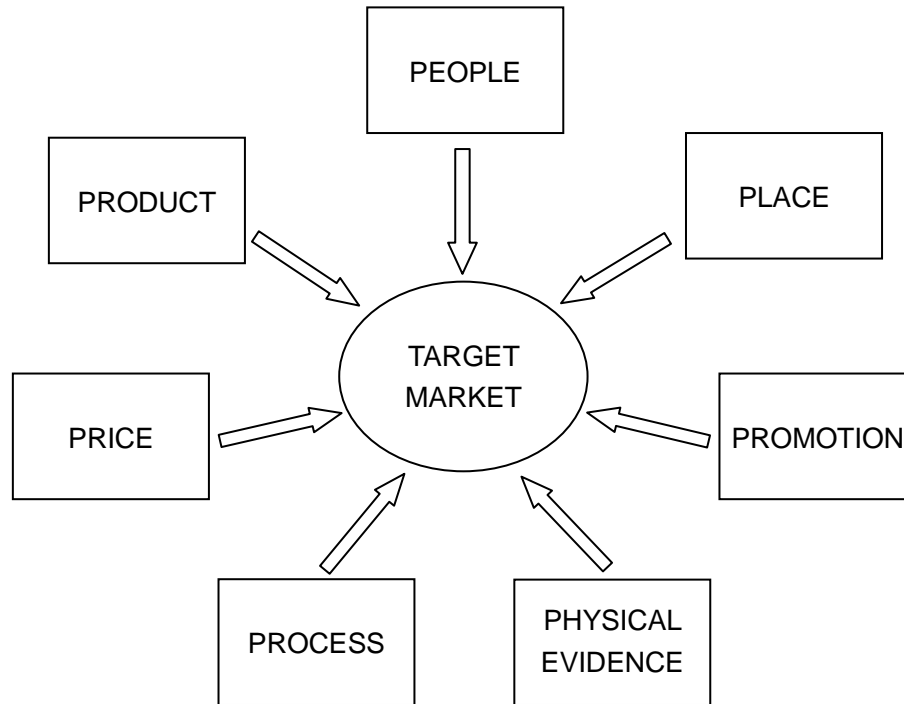 PEOPLE
PRODUCT
PLACE
TARGET
MARKET
PRICE
PROMOTION
PROCESS
PHYSICAL
EVIDENCE